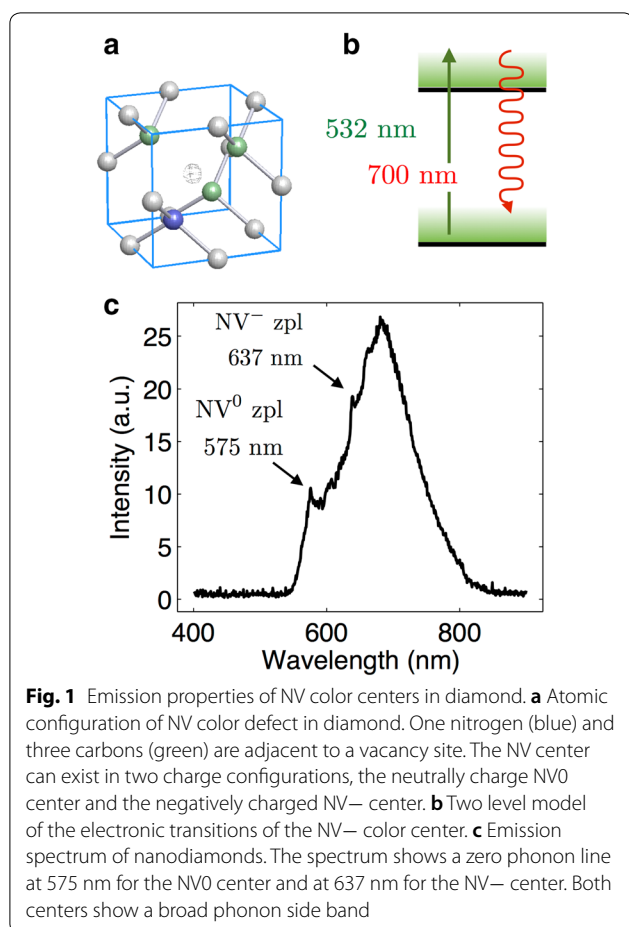 a
b
532 nm
700 nm
c
NV⁻ zpl
637 nm
NV⁰ zpl
575 nm
Intensity (a.u.)
25
20
15
10
5
0
400
600
800
Wavelength (nm)
Fig. 1 Emission properties of NV color centers in diamond. a Atomic
configuration of NV color defect in diamond. One nitrogen (blue) and
three carbons (green) are adjacent to a vacancy site. The NV center
can exist in two charge configurations, the neutrally charge NV0
center and the negatively charged NV− center. b Two level model
of the electronic transitions of the NV− color center. c Emission
spectrum of nanodiamonds. The spectrum shows a zero phonon line
at 575 nm for the NV0 center and at 637 nm for the NV− center. Both
centers show a broad phonon side band